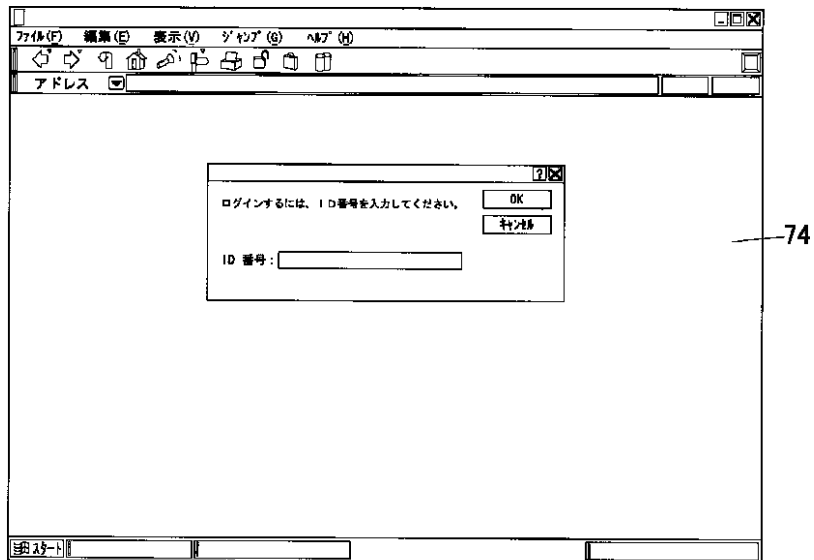 ファイル(F) 編集(E) 表示(V) ジャンプ(G) ヘルプ(H)
アドレス
ログインするには、ID番号を入力してください。
OK
キャンセル
ID 番号:
74
スタート